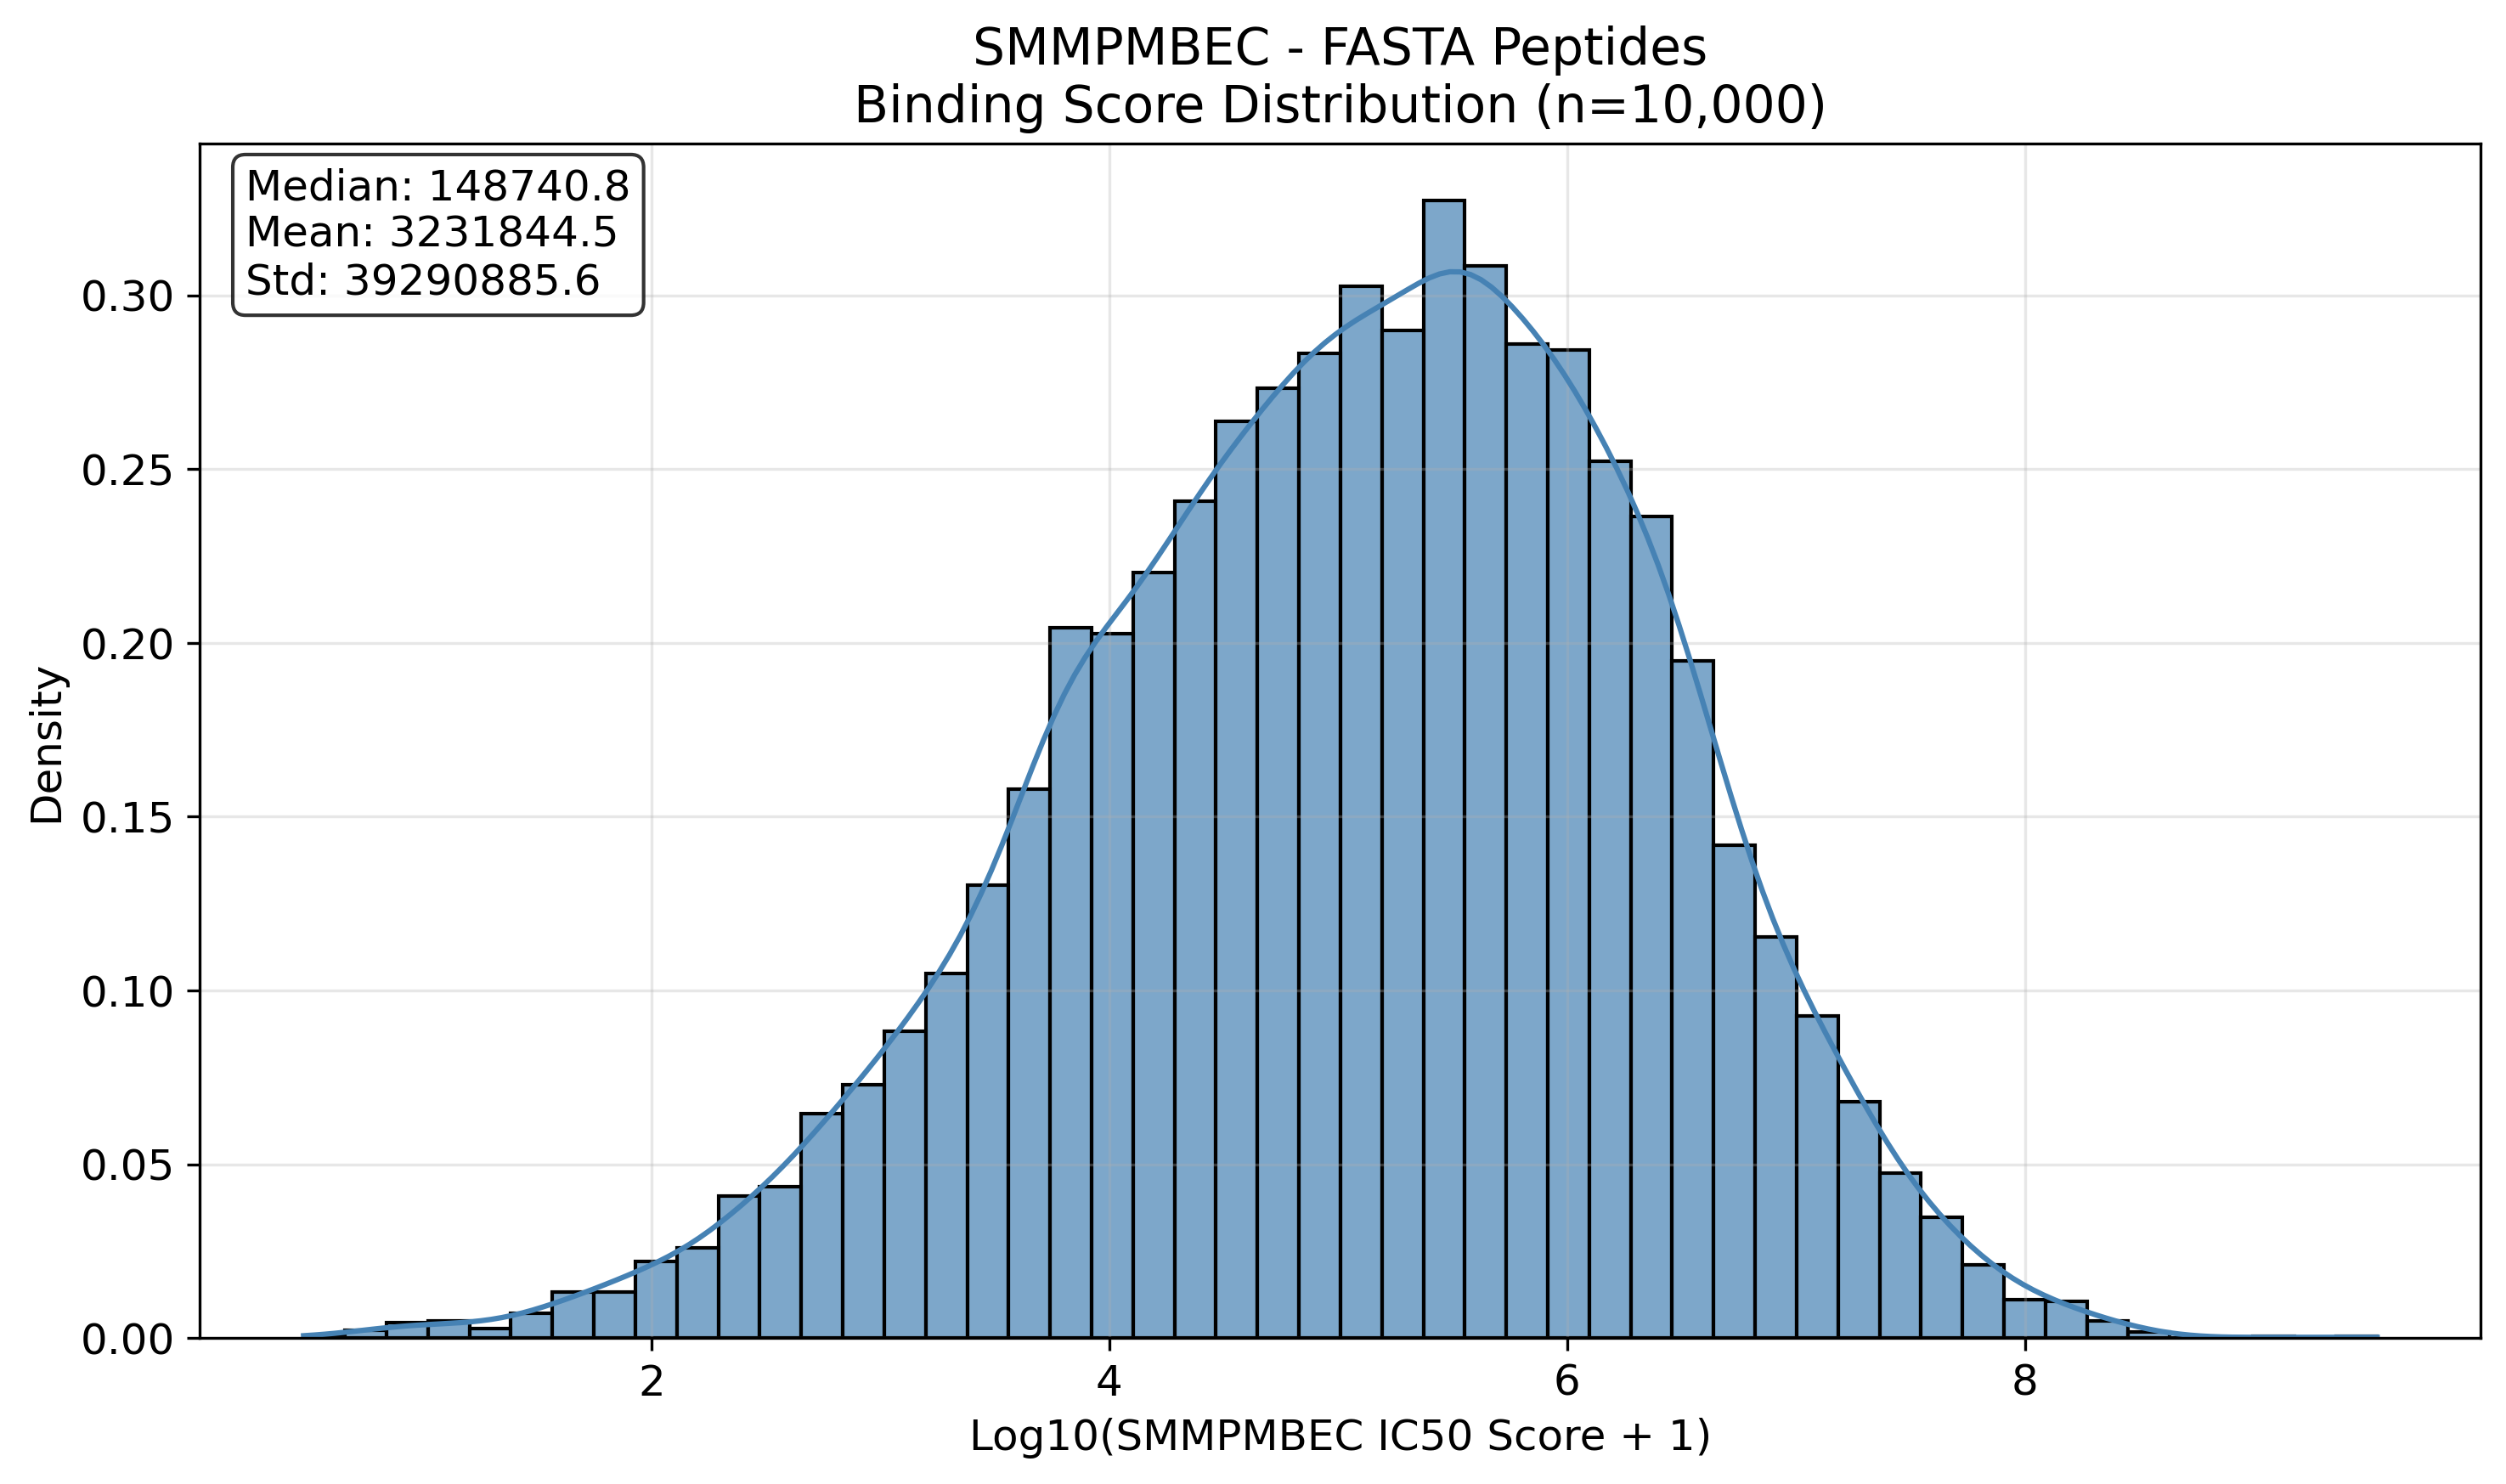 SMMPMBEC - FASTA Peptides
Binding Score Distribution (n=10,000)
Median: 148740.8
Mean: 3231844.5
Std: 39290885.6
Density
0.30
0.25
0.20
0.15
0.10
0.05
0.00
2 4 6 8
Log10(SMMPMBEC IC50 Score + 1)